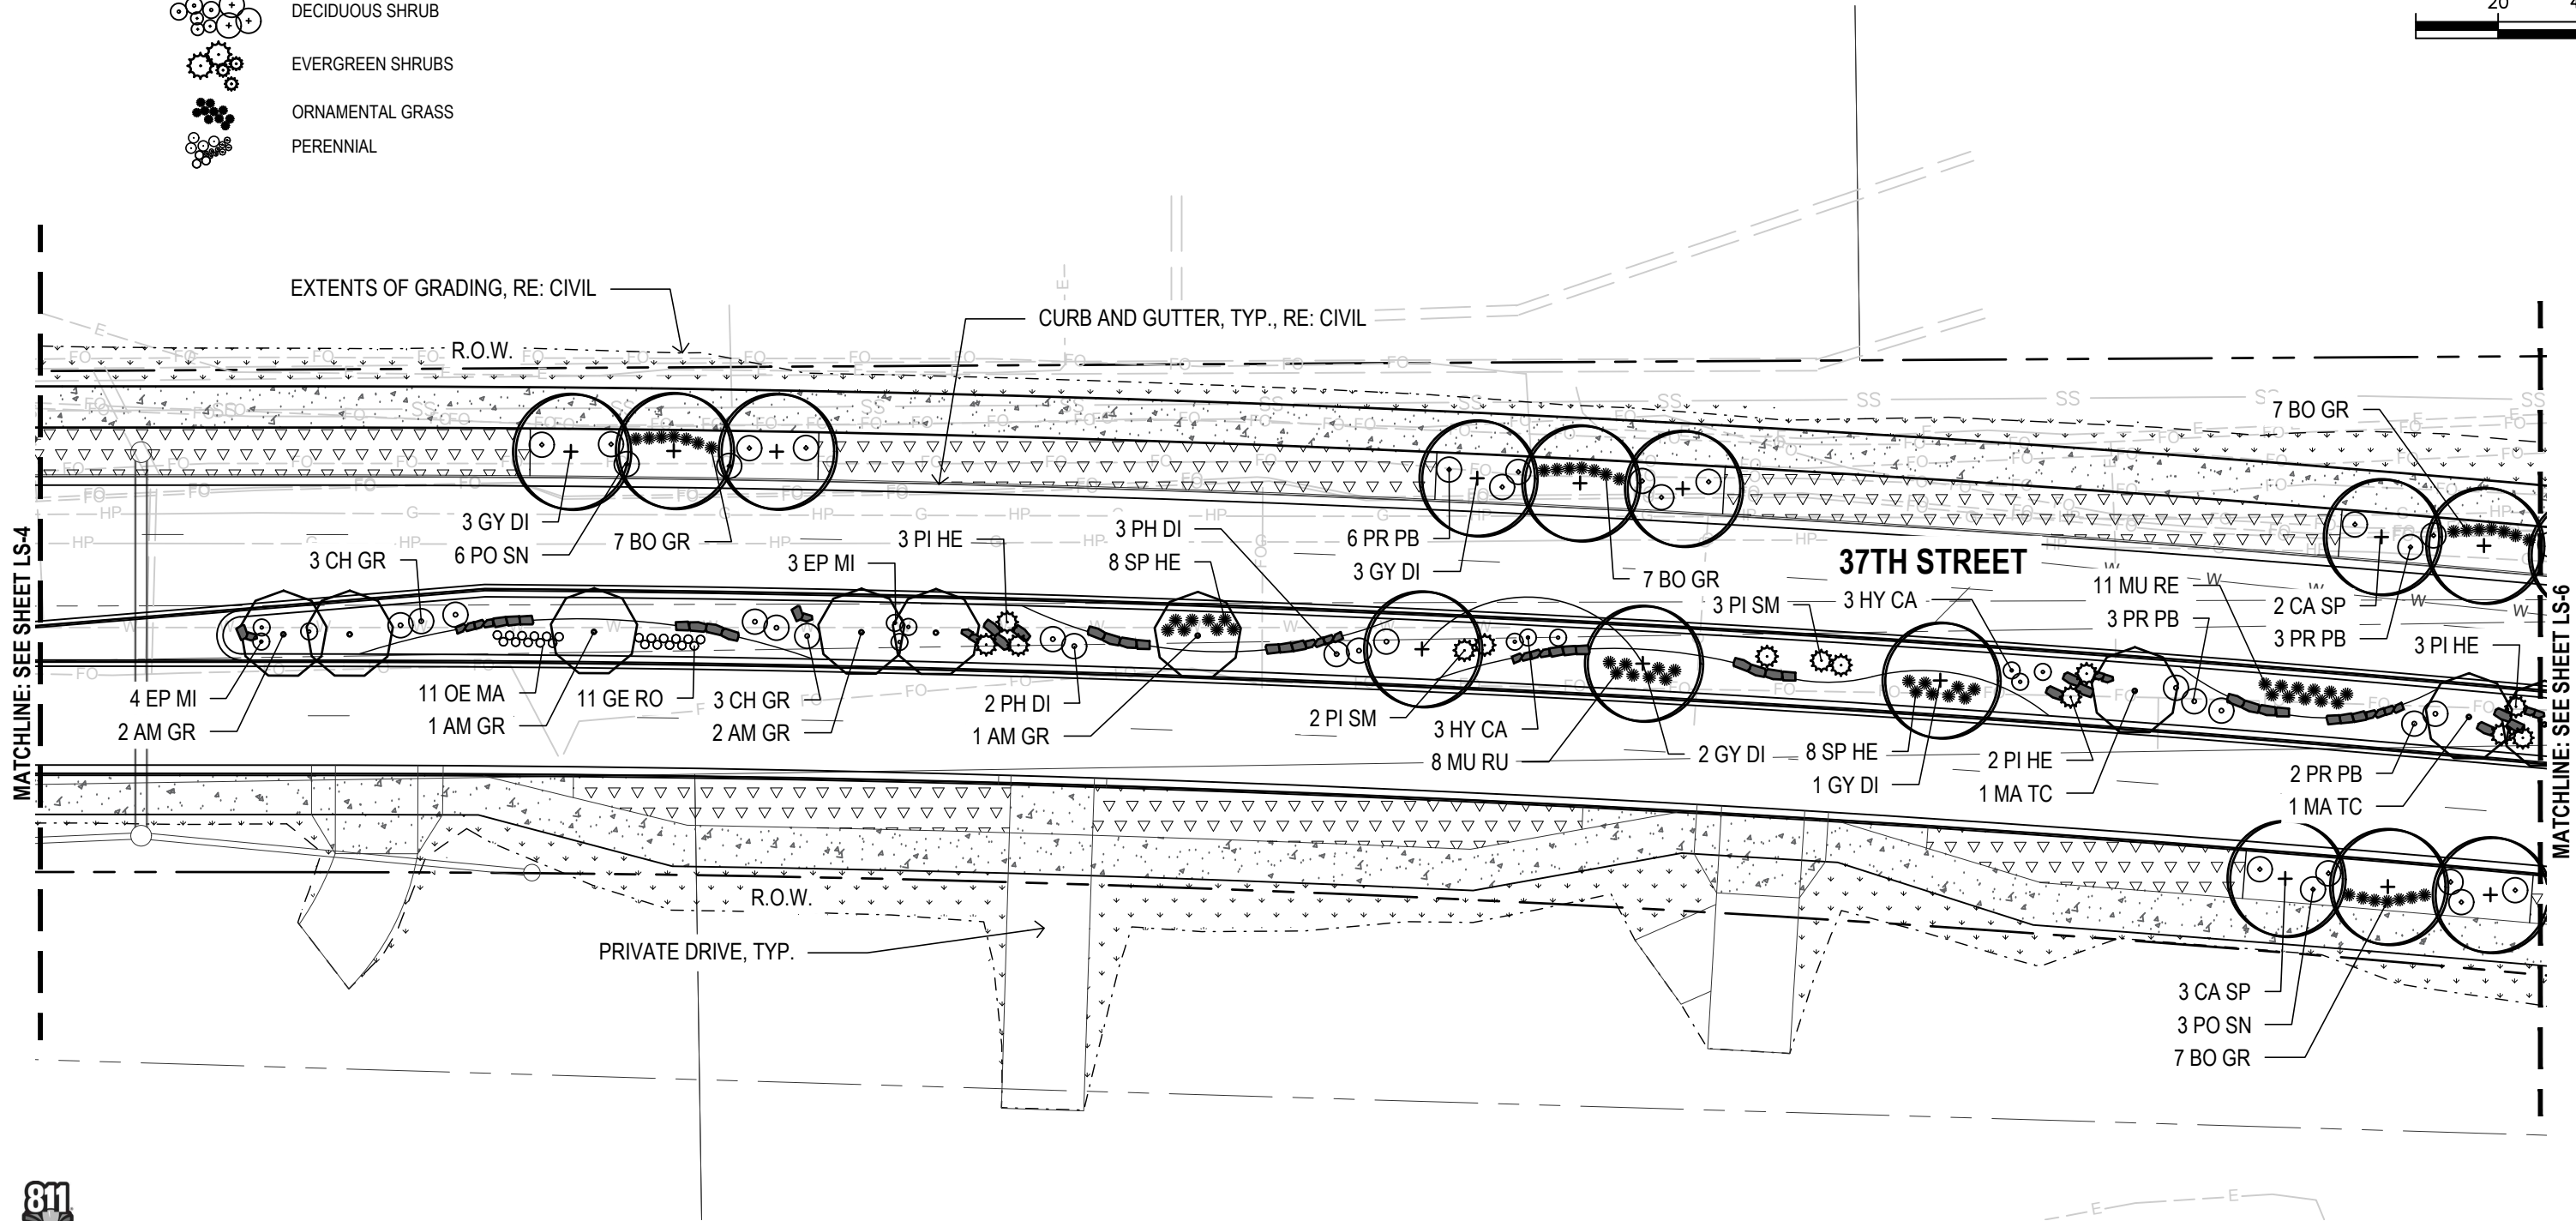 20
DECIDUOUS SHRUB
EVERGREEN SHRUBS
ORNAMENTAL GRASS
PERENNIAL
EXTENTS OF GRADING, RE: CIVIL
CURB AND GUTTER, TYP., RE: CIVIL
R.O.W.
7 BO GR
3 GY DI
6 PO SN
7 BO GR
3 CH GR
3 EP MI
3 PI HE
3 PH DI
8 SP HE
6 PR PB
3 GY DI
7 BO GR
37TH STREET
3 PI SM
3 HY CA
11 MU RE
3 PR PB
2 CA SP
3 PR PB
3 PI HE
MATCHLINE: SEE SHEET LS-4
MATCHLINE: SEE SHEET LS-6
4 EP MI
2 AM GR
11 OE MA
1 AM GR
11 GE RO
3 CH GR
2 AM GR
2 PH DI
1 AM GR
2 PI SM
3 HY CA
8 MU RU
2 GY DI
8 SP HE
1 GY DI
2 PI HE
1 MA TC
2 PR PB
1 MA TC
R.O.W.
PRIVATE DRIVE, TYP.
3 CA SP
3 PO SN
7 BO GR
811